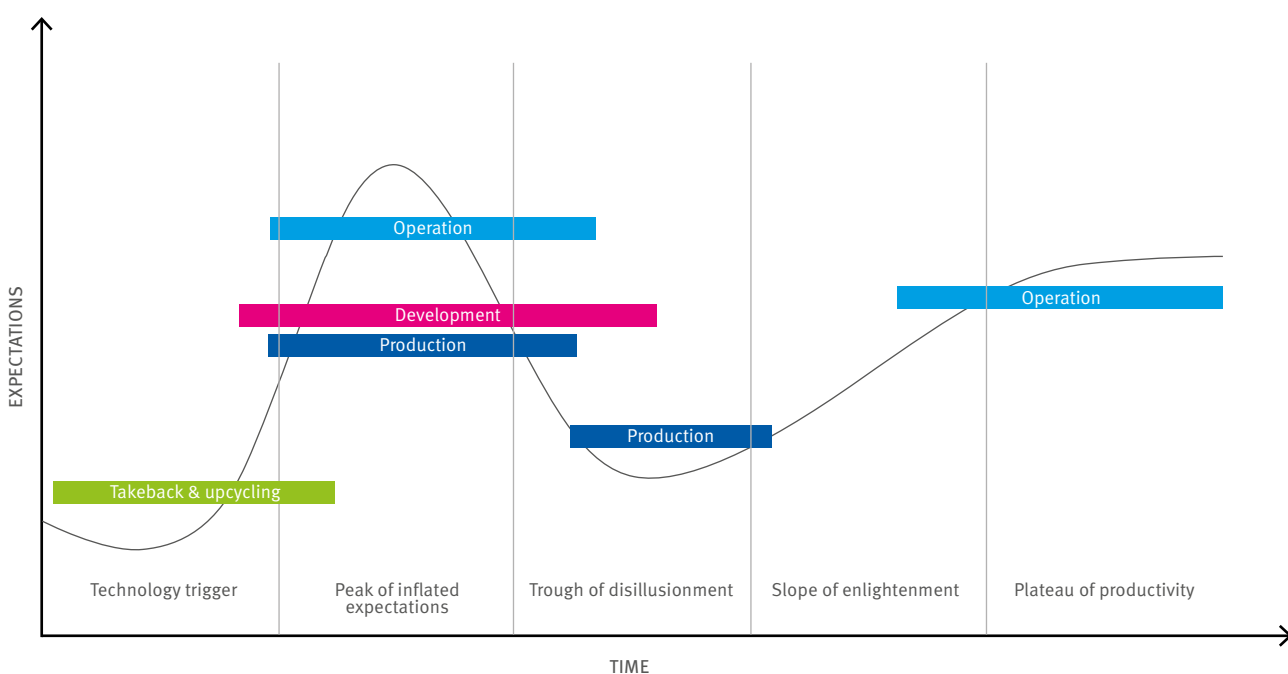 EXPECTATIONS
Operation
Operation
Development
Production
Production
Takeback & upcycling
Technology trigger
Peak of inflated
expectations
Trough of disillusionment
Slope of enlightenment
Plateau of productivity
TIME